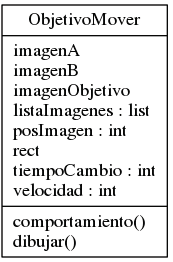 ObjetivoMover
imagenA
imagenB
imagenObjetivo
listaImagenes : list
posImagen : int
rect
tiempoCambio : int
velocidad : int
comportamiento()
dibujar()